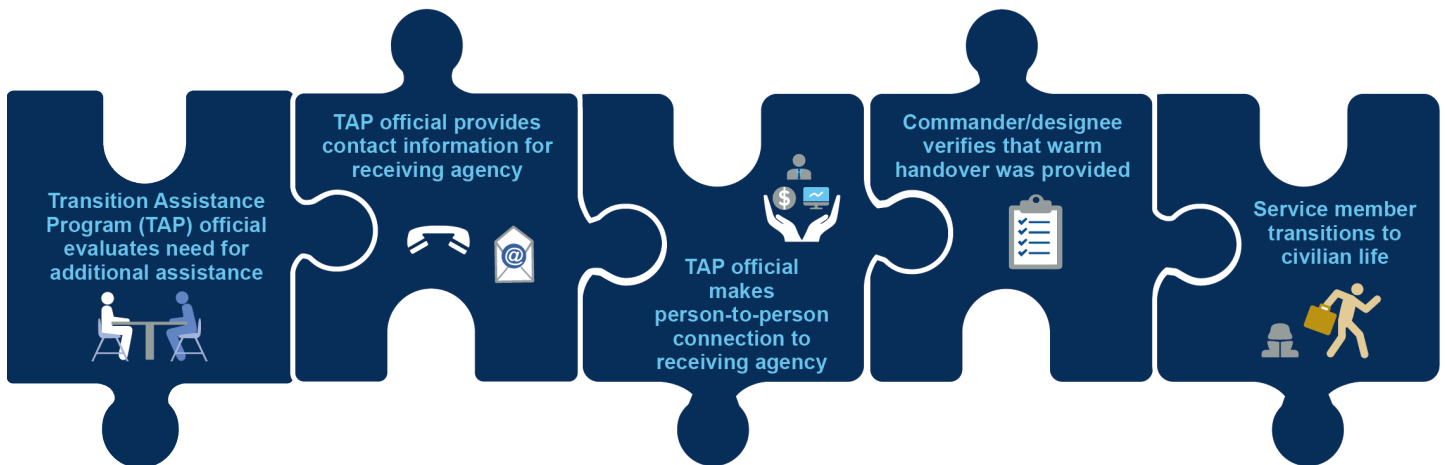 Transition Assistance
Program (TAP) official
evaluates need for
additional assistance
TAP official provides
contact information for
receiving agency
@
$
TAP official
makes
person-to-person
connection to
receiving agency
Commander/designee
verifies that warm
handover was provided
Service member
transitions to
civilian life